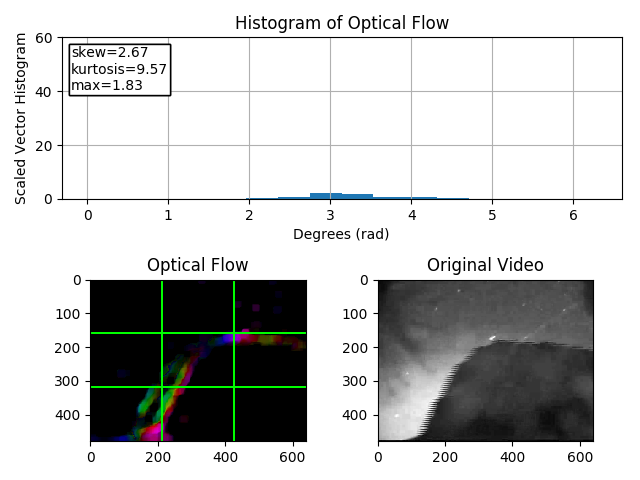 Histogram of Optical Flow
Scaled Vector Histogram
60
40
20
0
skew=2.67
kurtosis=9.57
max=1.83
0 1 2 3 4 5 6
Degrees (rad)
Optical Flow
0
100
200
300
400
0 200 400 600
Original Video
0
100
200
300
400
0 200 400 600